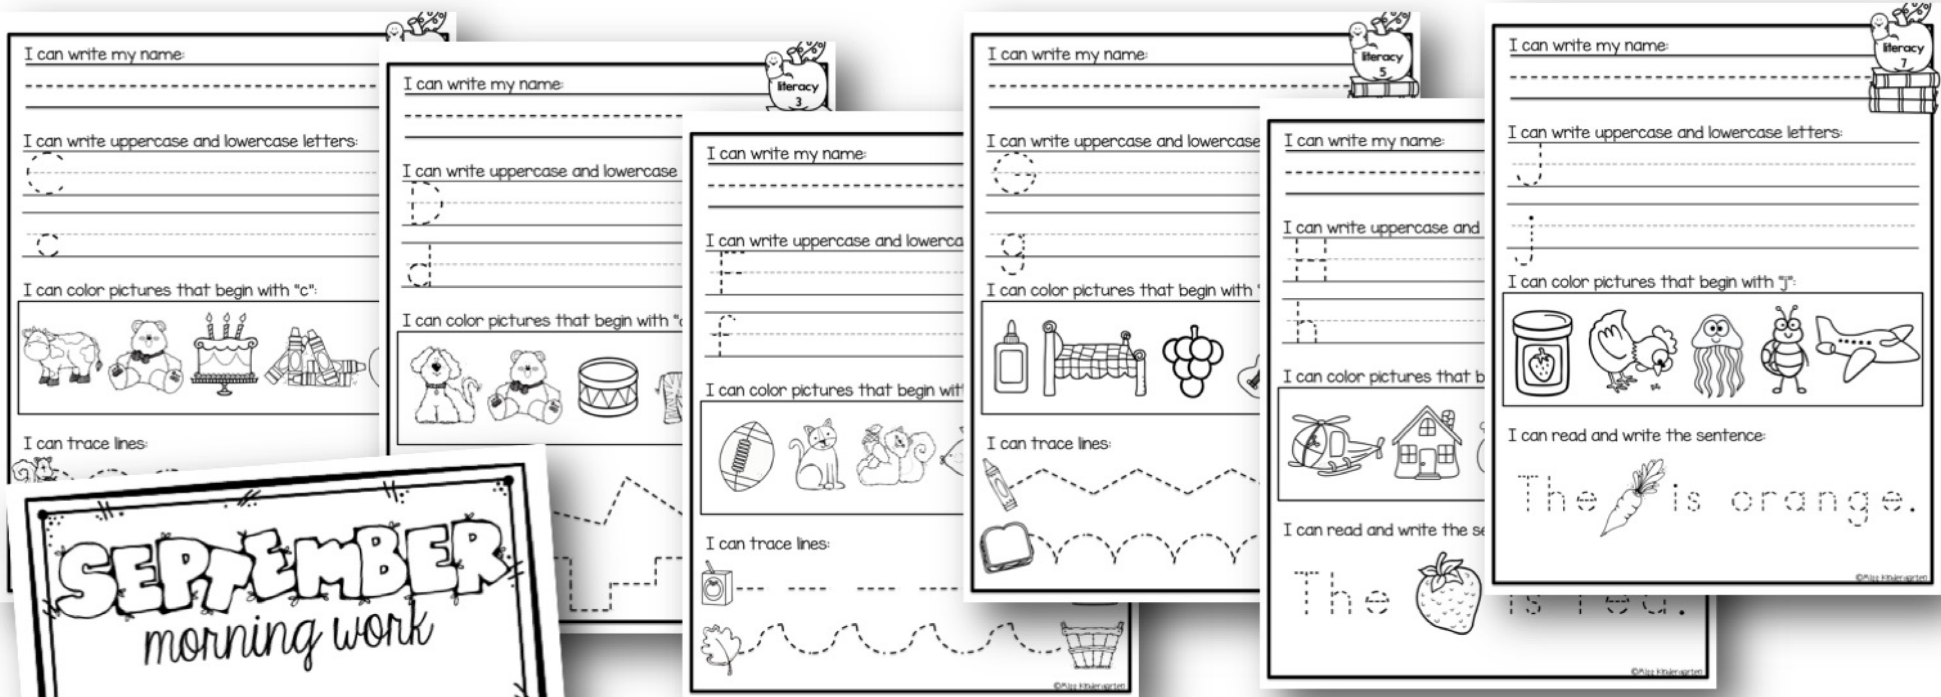 I can write my name:
I can write uppercase and lowercase letters:
C
c
I can color pictures that begin with "c":
I can trace lines:
SEPTEMBER
morning work
literacy
3
I can write my name:
I can write uppercase and lowercase
D
d
I can color pictures that begin with
I can write my name:
I can write uppercase and
F
f
I can color pictures that begin
I can trace lines:
©Miss Kindergarten
literacy
5
I can write my name:
I can write uppercase and lowercase
G
g
I can color pictures that begin with
I can trace lines:
I can write my name:
I can write uppercase and
H
h
I can color pictures that
I can read and write the
The is red.
©Miss Kindergarten
literacy
7
I can write my name:
I can write uppercase and lowercase letters:
J
j
I can color pictures that begin with "j":
I can read and write the sentence:
The is orange.
©Miss Kindergarten